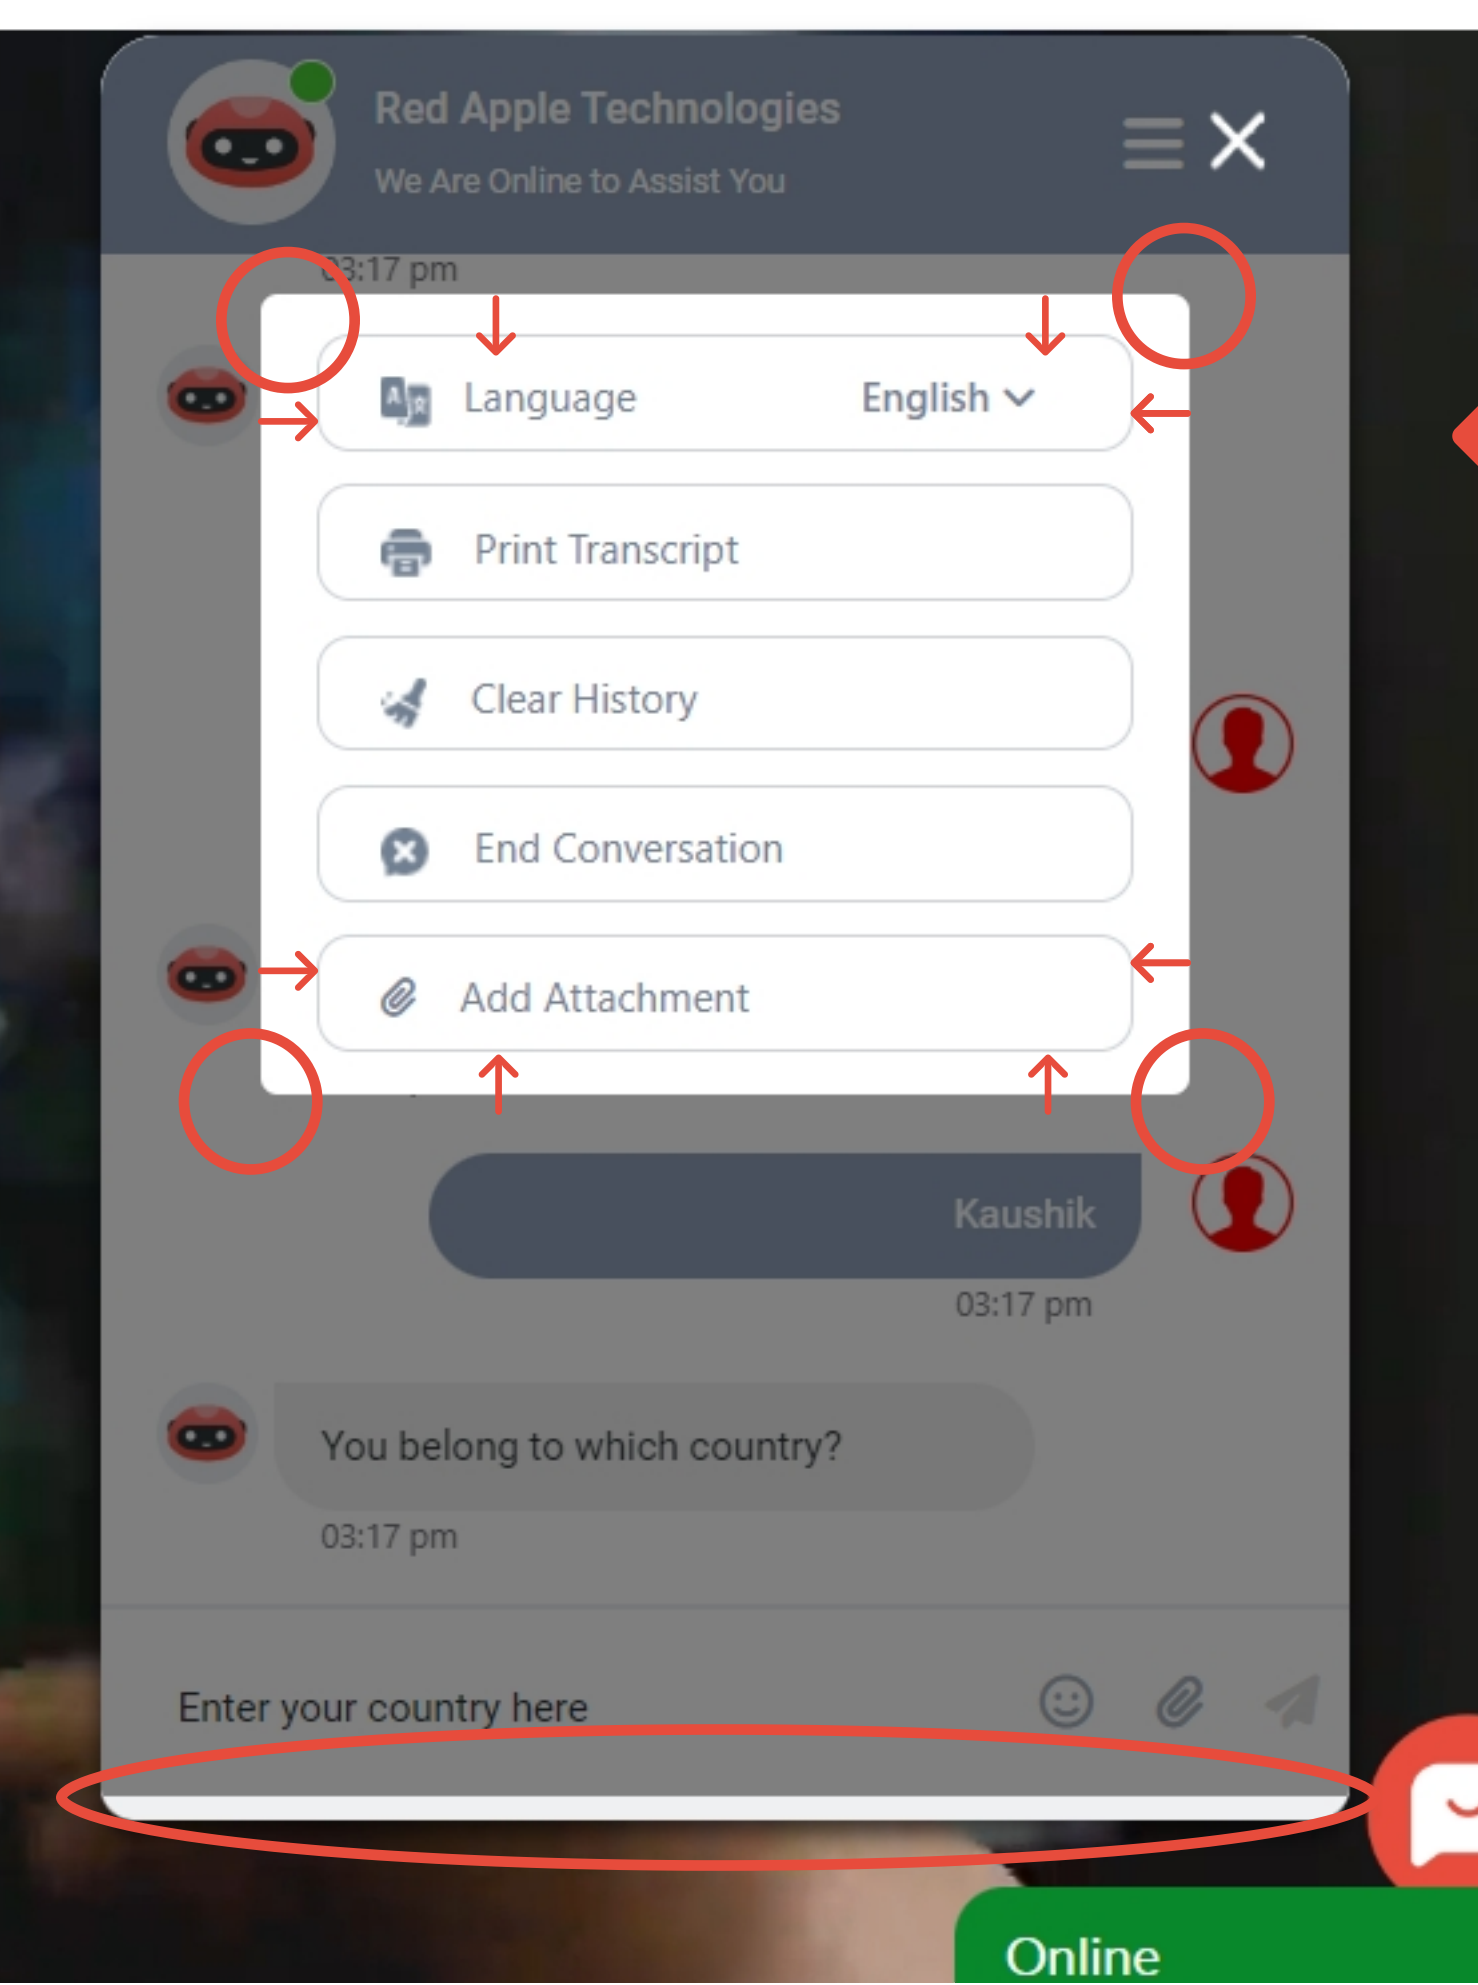 Red Apple Technologies
We Are Online to Assist You
03:17 pm
Language English
Print Transcript
Clear History
End Conversation
Add Attachment
Kaushik
03:17 pm
You belong to which country?
03:17 pm
Enter your country here
Online